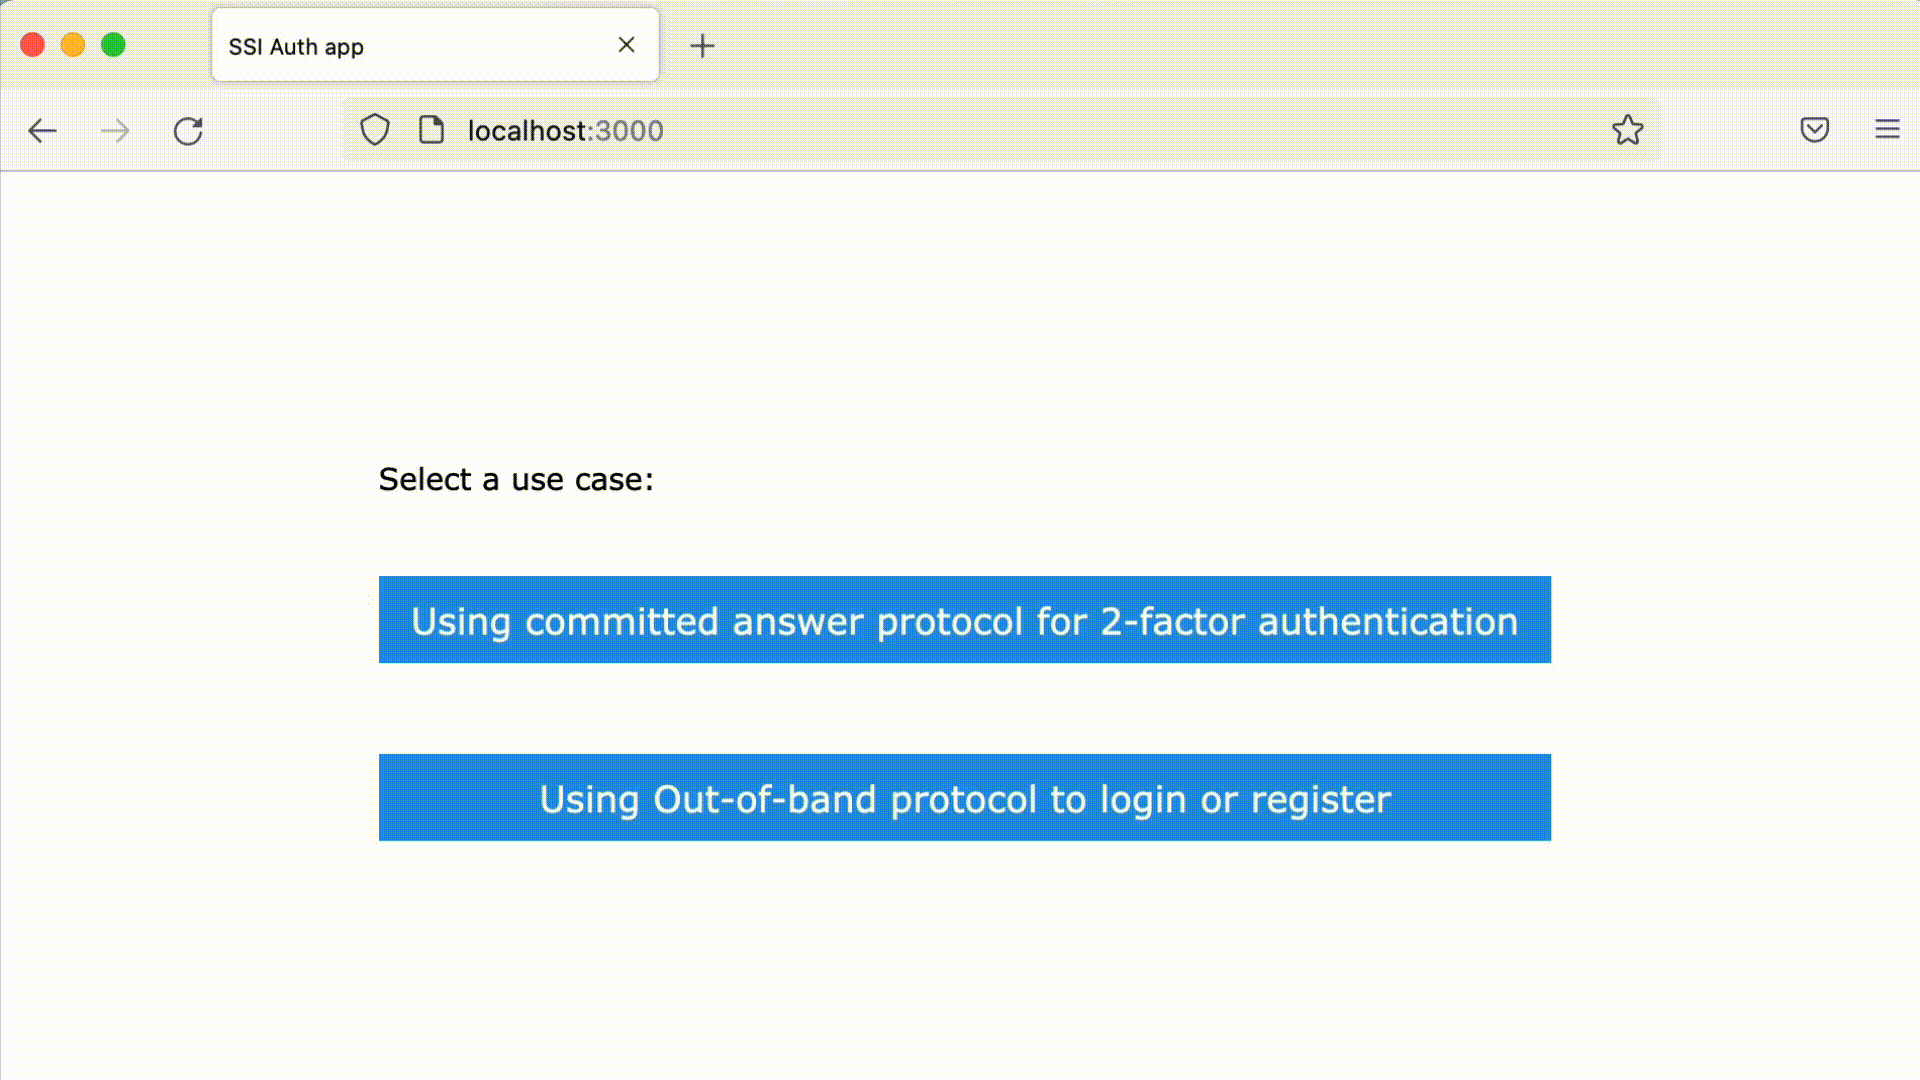 SSI Auth app
localhost:3000
Select a use case:
Using committed answer protocol for 2-factor authentication
Using Out-of-band protocol to login or register